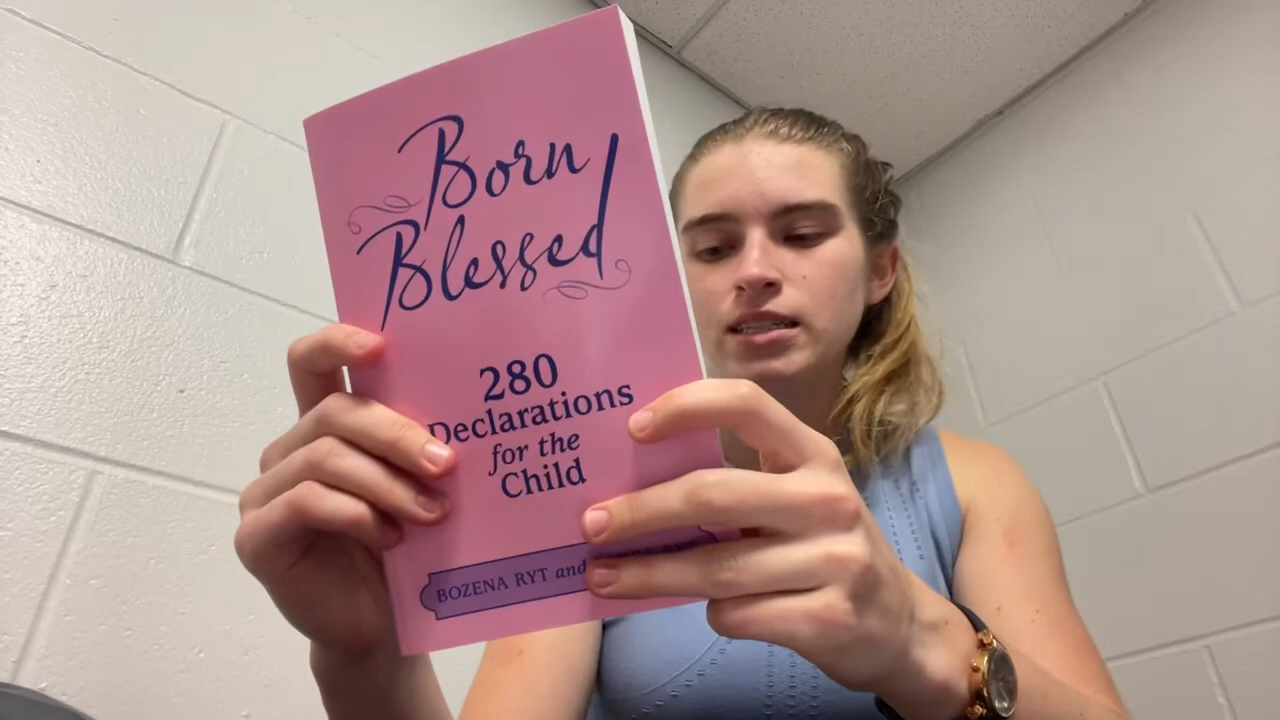 Born
Blessed
280
Declarations
for the
Child
BOZENA RYT and